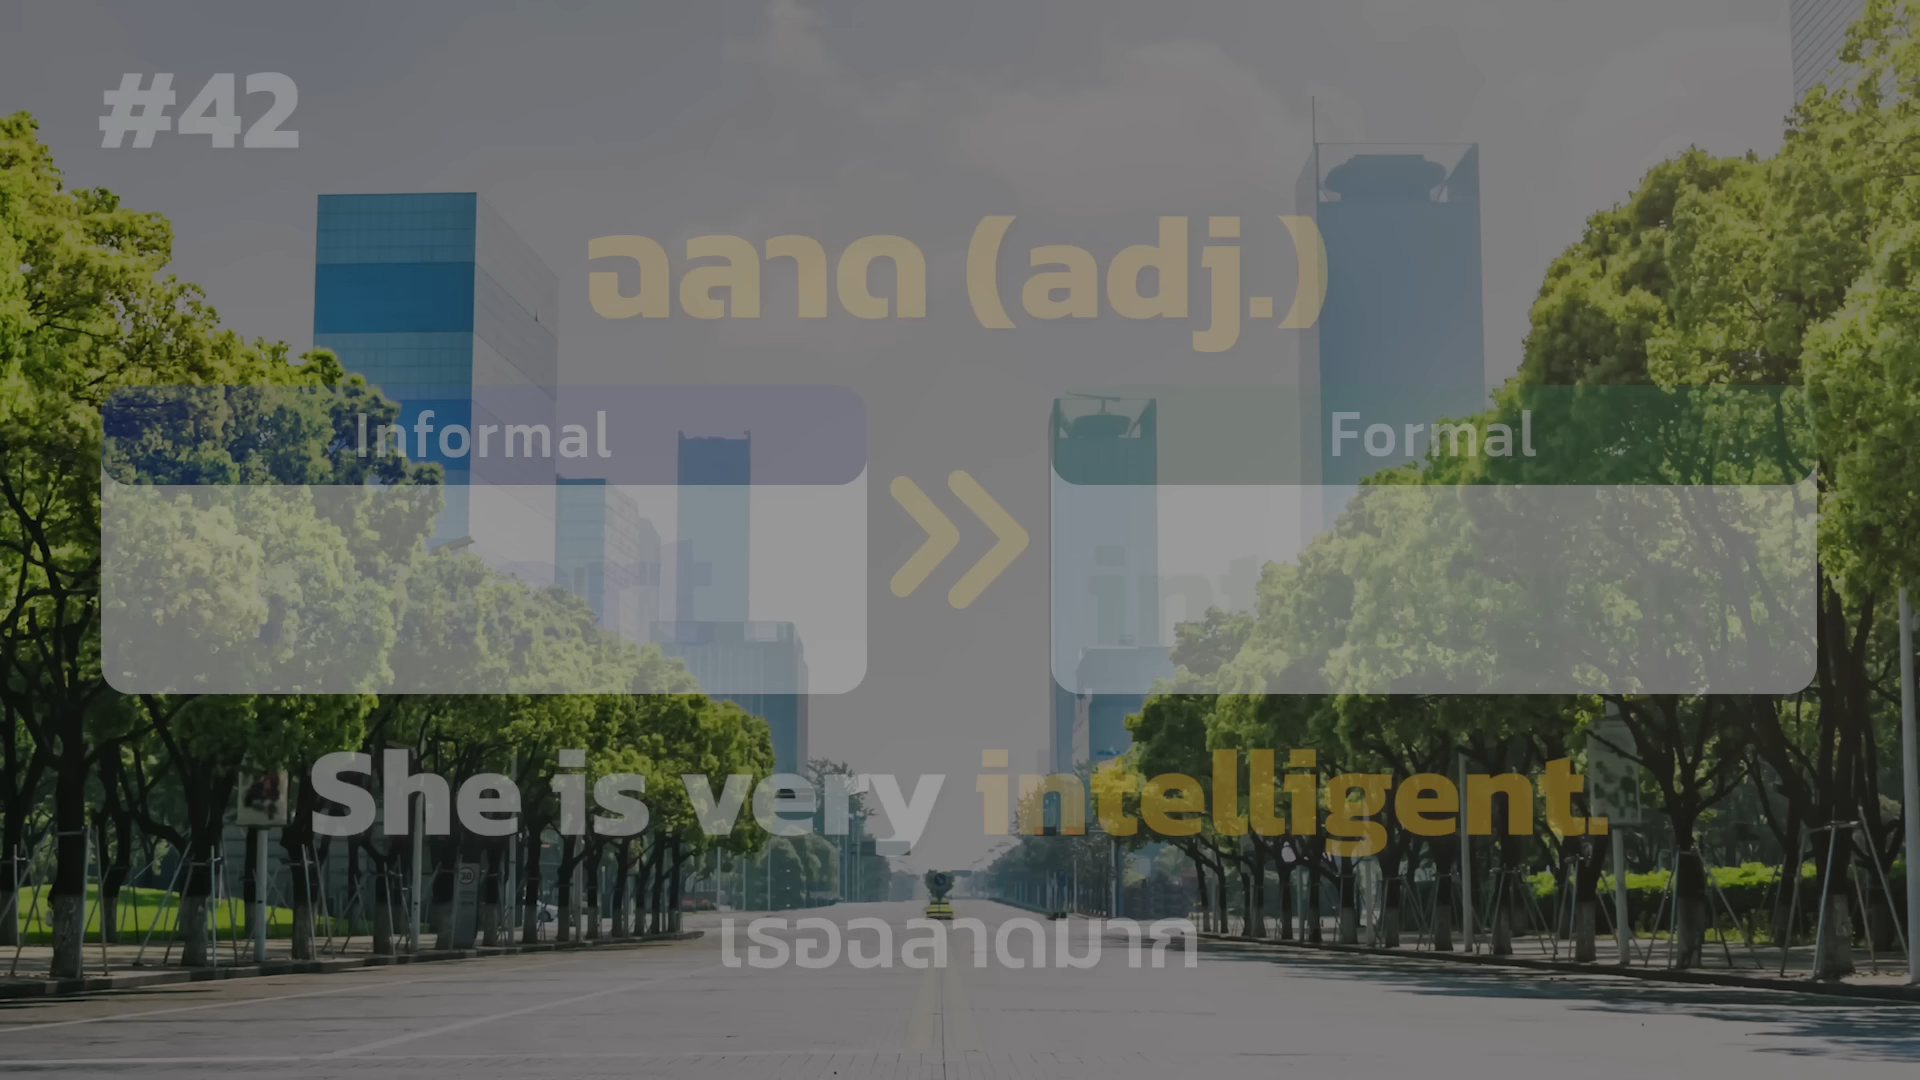 #42
ฉลาด (adj.)
Informal
Formal
She is very intelligent.
เธอฉลาดมาก